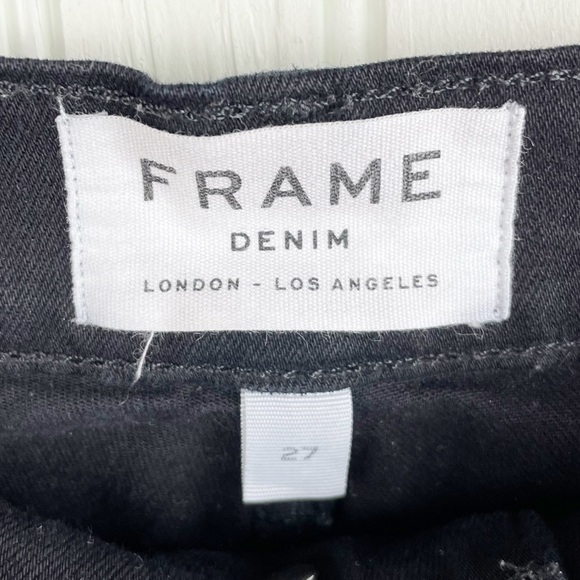 FRAME
DENIM
LONDON - LOS ANGELES
27